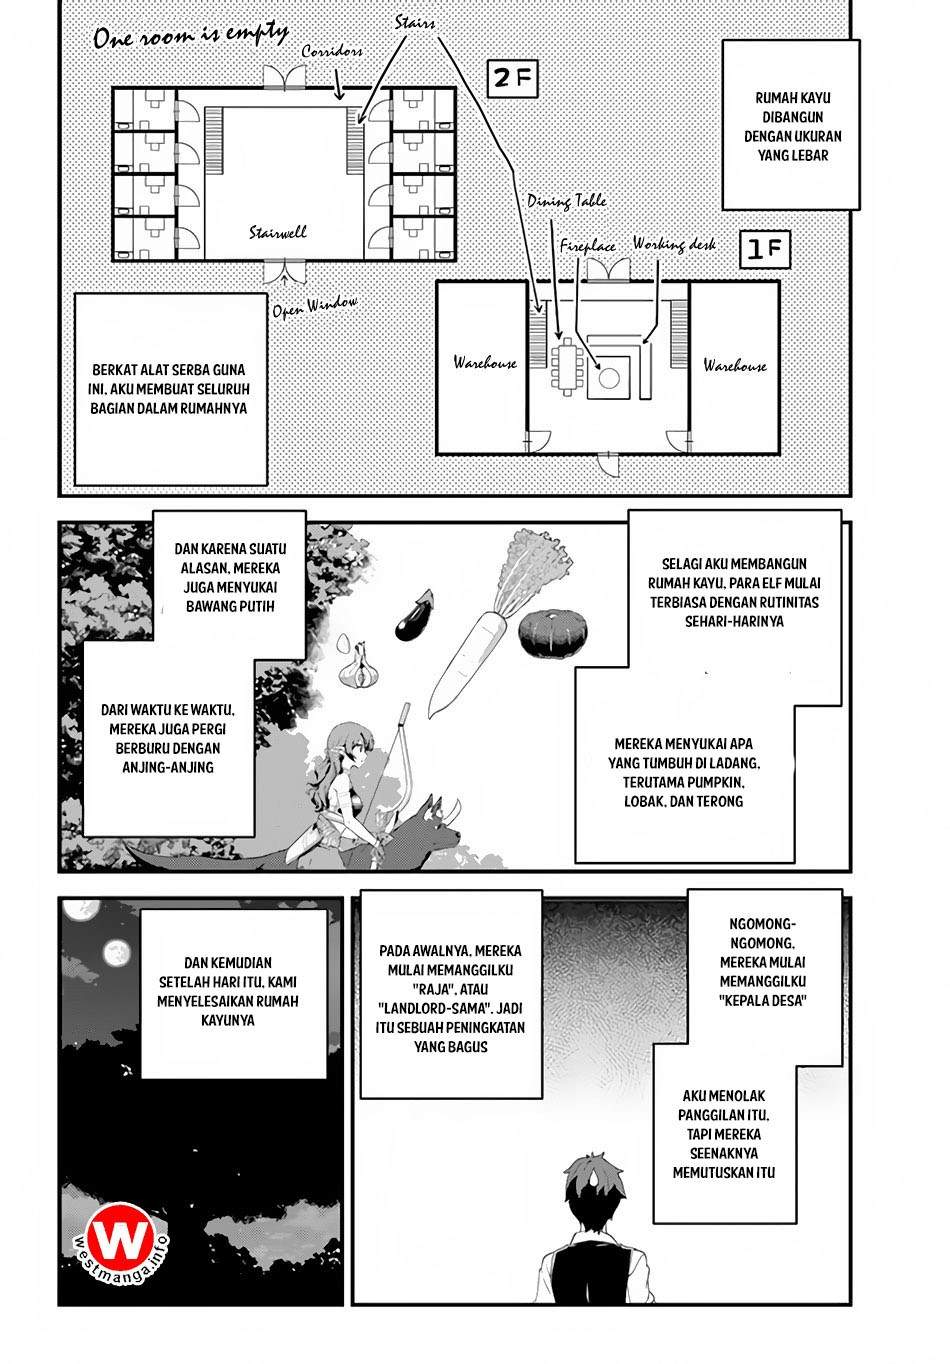 RUMAH KAYU
DIBANGUN
DENGAN UKURAN
YANG LEBAR
One room is empty
Corridors
Stairs
2F
Stairwell
Open Window
Dining Table
Fireplace
Working desk
1F
Warehouse
Warehouse
BERKAT ALAT SERBA GUNA
INI, AKU MEMBUAT SELURUH
BAGIAN DALAM RUMAHNYA
SELAGI AKU MEMBANGUN
RUMAH KAYU, PARA ELF MULAI
TERBIASA DENGAN RUTINITAS
SEHARI-HARINYA
MEREKA MENYUKAI APA
YANG TUMBUH DI LADANG,
TERUTAMA PUMPKIN,
LOBAK, DAN TERONG
DAN KARENA SUATU
ALASAN, MEREKA
JUGA MENYUKAI
BAWANG PUTIH
DARI WAKTU KE WAKTU,
MEREKA JUGA PERGI
BERBURU DENGAN
ANJING-ANJING
NGOMONG-
NGOMONG,
MEREKA MULAI
MEMANGGILKU
"KEPALA DESA"
AKU MENOLAK
PANGGILAN ITU,
TAPI MEREKA
SEENAKNYA
MEMUTUSKAN ITU
PADA AWALNYA, MEREKA
MULAI MEMANGGILKU
"RAJA", ATAU
"LANDLORD-SAMA", JADI
ITU SEBUAH PENINGKATAN
YANG BAGUS
DAN KEMUDIAN
SETELAH HARI ITU, KAMI
MENYELESAIKAN RUMAH
KAYUNYA
W
westmanga.info